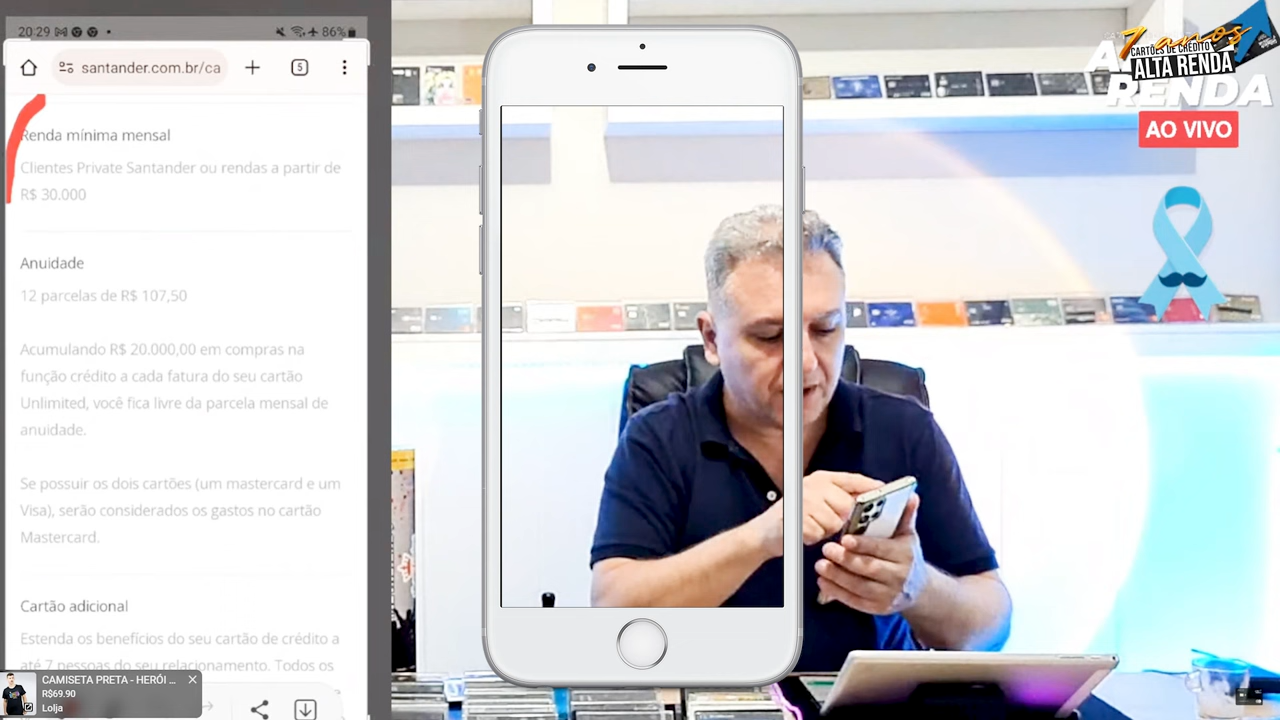 20:29
86%
santander.com.br/ca
5
Renda mínima mensal
Clientes Private Santander ou rendas a partir de
R$ 30.000
Anuidade
12 parcelas de R$ 107,50
Acumulando R$ 20.000,00 em compras na
função crédito a cada fatura do seu cartão
Unlimited, você fica livre da parcela mensal de
anuidade.
Se possuir os dois cartões (um mastercard e um
Visa), serão considerados os gastos no cartão
Mastercard.
Cartão adicional
Estenda os benefícios do seu cartão de crédito a
até 7 pessoas do seu relacionamento. Todos os
CAMISETA PRETA - HERÓI ...
R$69.90
Loja
7 anos
CARTÕES DE CRÉDITO
ALTA RENDA
RENDA
AO VIVO